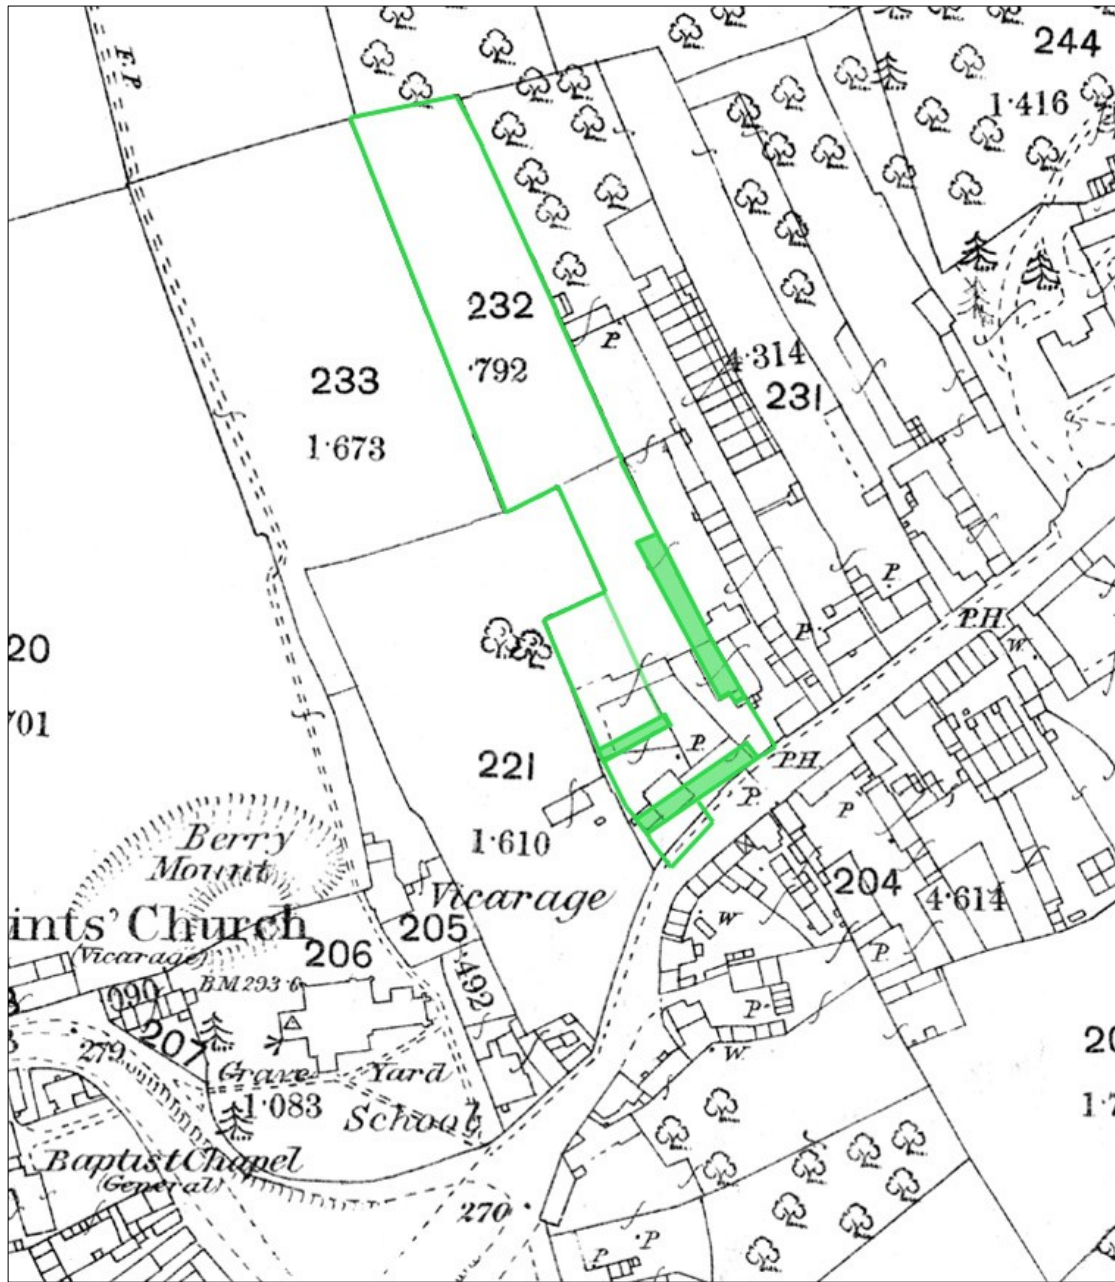 F.P
244
1·416
232
·792
P.
4·314
231
233
1·673
P.
P.
P.H.
W.
20
701
221
1·610
P.
P.H.
P.
P
204
4·614
P.
Berry
Mount
Vicarage
ints' Church
(Vicarage)
205
·492
206
B.M.293·6
W
090
207
P
W.
279
Grave Yard
1·083
School
20
1·7
Baptist Chapel
(General)
270
P
P